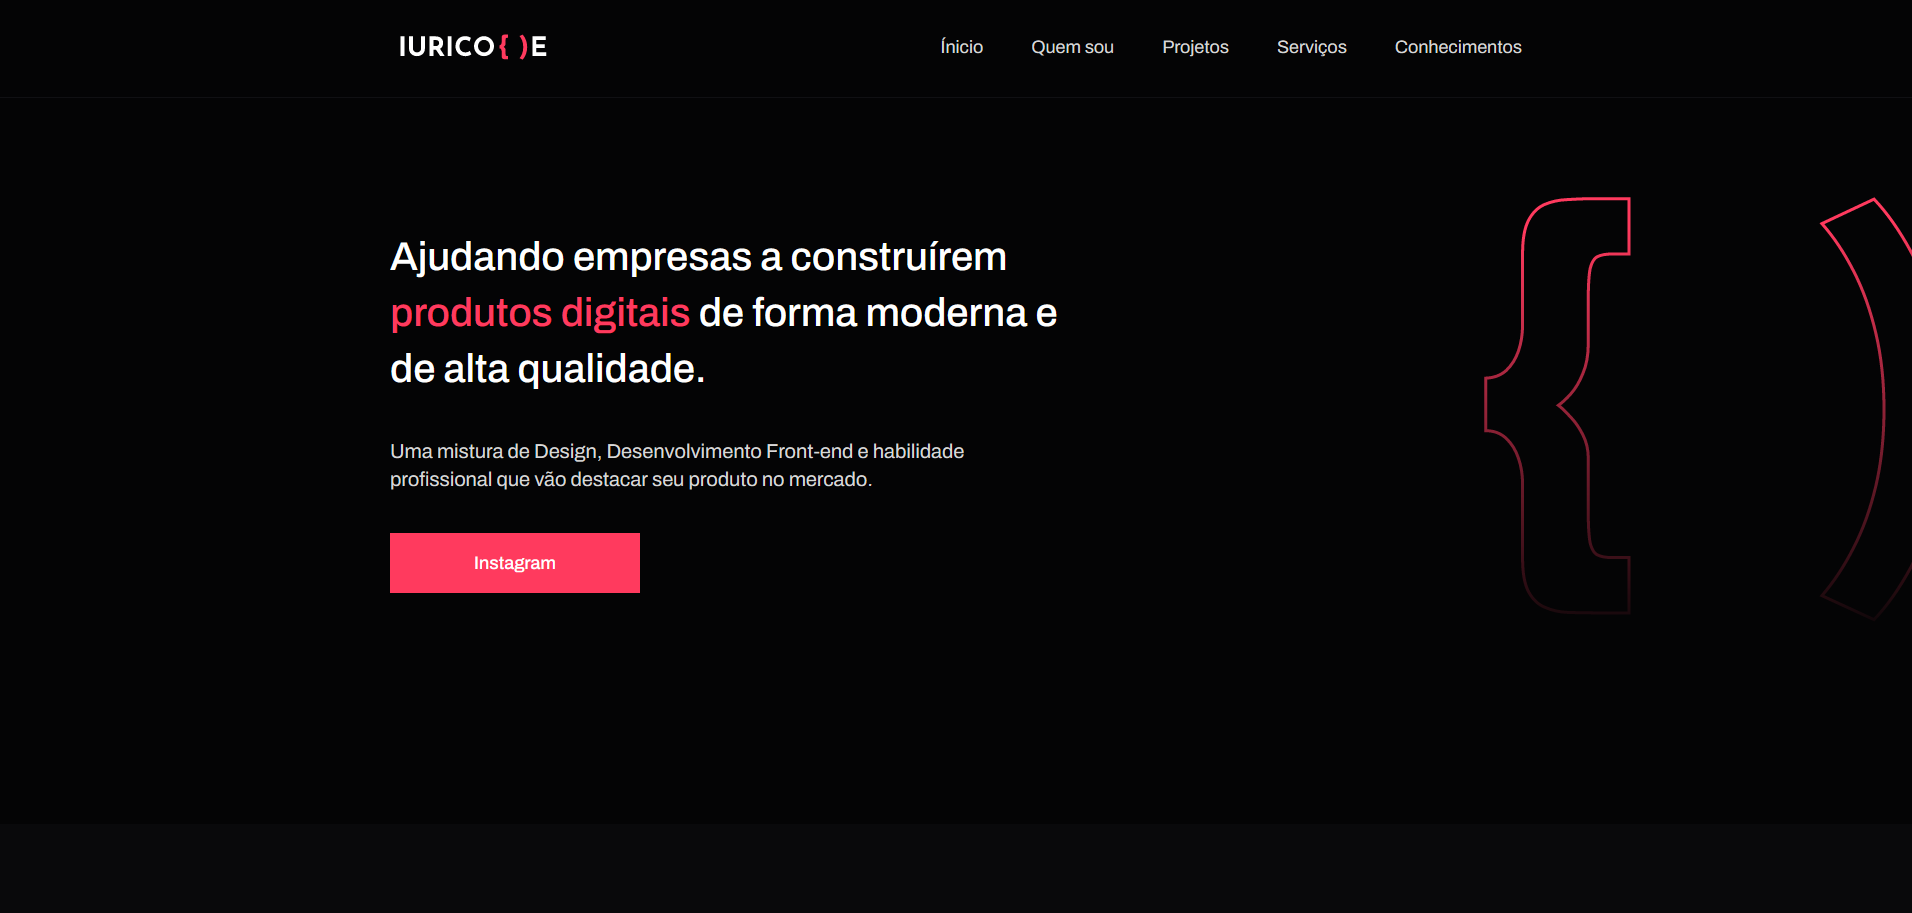 IURICO{ )E
Ínicio Quem sou Projetos Serviços Conhecimentos
Ajudando empresas a construírem
produtos digitais de forma moderna e
de alta qualidade.
Uma mistura de Design, Desenvolvimento Front-end e habilidade
profissional que vão destacar seu produto no mercado.
Instagram
{ )